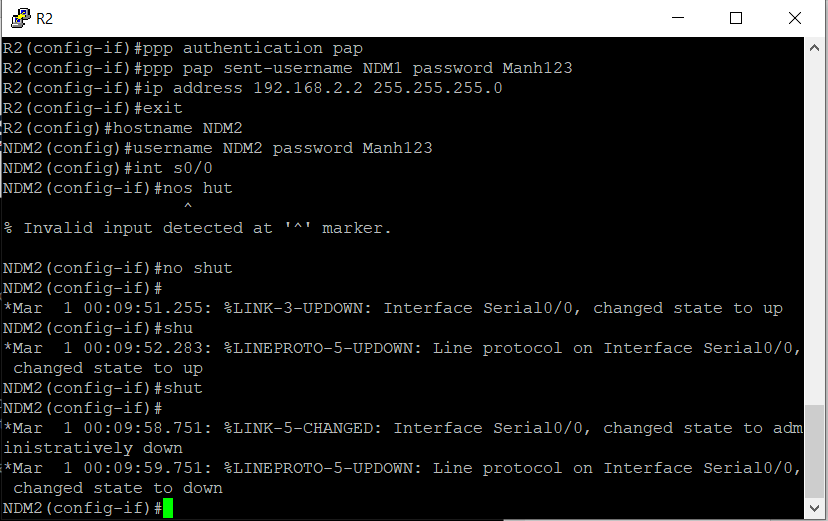 R2
R2(config-if)#ppp authentication pap
R2(config-if)#ppp pap sent-username NDM1 password Manh123
R2(config-if)#ip address 192.168.2.2 255.255.255.0
R2(config-if)#exit
R2(config)#hostname NDM2
NDM2(config)#username NDM2 password Manh123
NDM2(config)#int s0/0
NDM2(config-if)#nos hut
^
% Invalid input detected at '^' marker.
NDM2(config-if)#no shut
NDM2(config-if)#
*Mar  1 00:09:51.255: %LINK-3-UPDOWN: Interface Serial0/0, changed state to up
NDM2(config-if)#shu
*Mar  1 00:09:52.283: %LINEPROTO-5-UPDOWN: Line protocol on Interface Serial0/0,
changed state to up
NDM2(config-if)#shut
NDM2(config-if)#
*Mar  1 00:09:58.751: %LINK-5-CHANGED: Interface Serial0/0, changed state to adm
inistratively down
*Mar  1 00:09:59.751: %LINEPROTO-5-UPDOWN: Line protocol on Interface Serial0/0,
changed state to down
NDM2(config-if)#